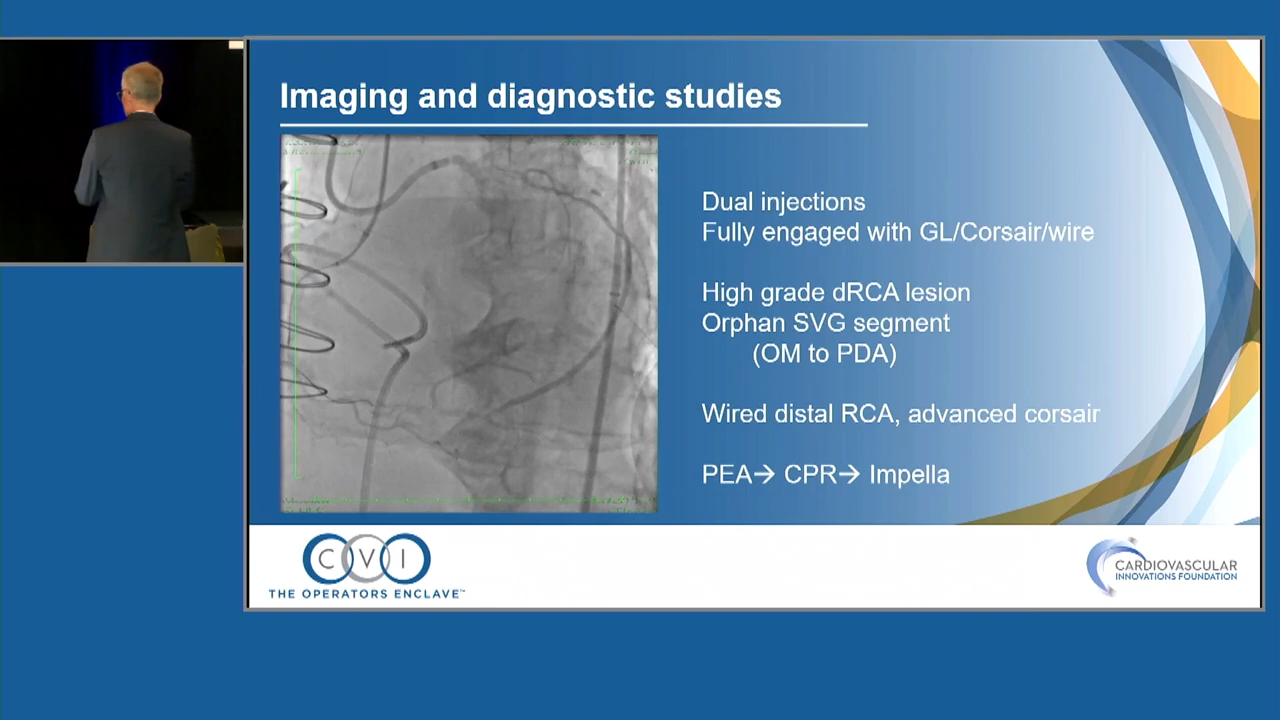 Imaging and diagnostic studies
Dual injections
Fully engaged with GL/Corsair/wire
High grade dRCA lesion
Orphan SVG segment
(OM to PDA)
Wired distal RCA, advanced corsair
PEA→ CPR→ Impella
CVI
THE OPERATORS ENCLAVE™
CARDIOVASCULAR
INNOVATIONS FOUNDATION